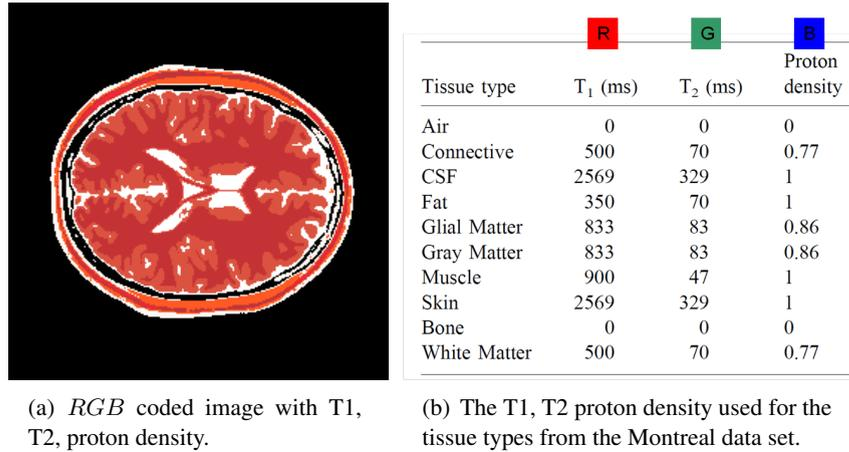 R G B
Proton
Tissue type T1 (ms) T2 (ms) density
Air 0 0 0
Connective 500 70 0.77
CSF 2569 329 1
Fat 350 70 1
Glial Matter 833 83 0.86
Gray Matter 833 83 0.86
Muscle 900 47 1
Skin 2569 329 1
Bone 0 0 0
White Matter 500 70 0.77
(a) RGB coded image with T1,
T2, proton density.
(b) The T1, T2 proton density used for the
tissue types from the Montreal data set.